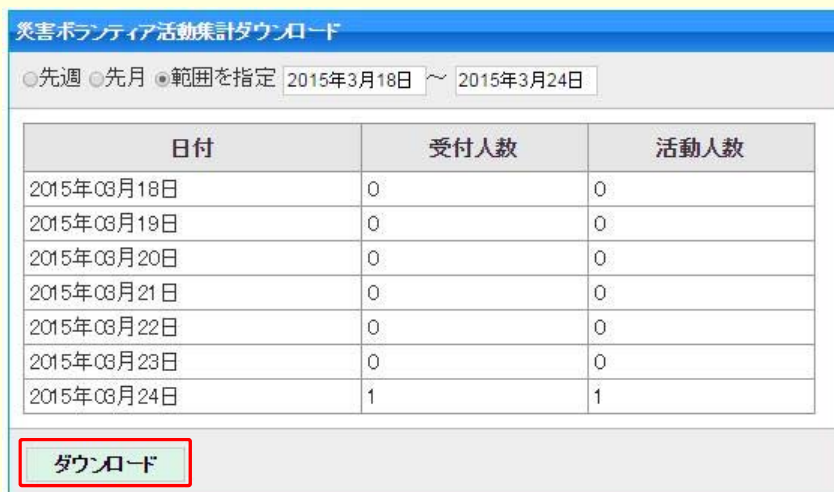 災害ボランティア活動集計ダウンロード
先週 先月 範囲を指定 2015年3月18日 ～ 2015年3月24日
日付 受付人数 活動人数
2015年03月18日 0 0
2015年03月19日 0 0
2015年03月20日 0 0
2015年03月21日 0 0
2015年03月22日 0 0
2015年03月23日 0 0
2015年03月24日 1 1
ダウンロード